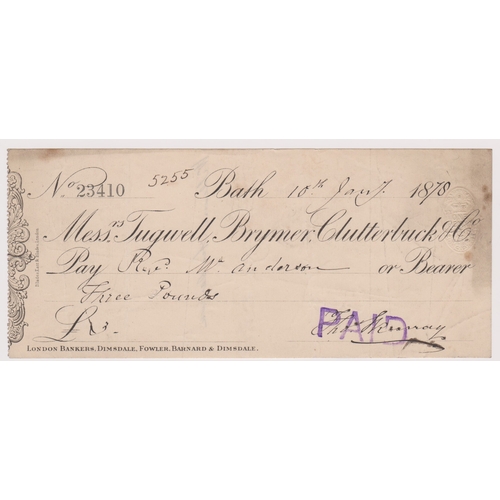 No. 23410 5255 Bath 10th Jany. 1878
Messrs. Tugwell, Brymer, Clutterbuck & Co.
Pay Revd. Mr. Anderson or Bearer
Three Pounds
£ 3 -
PAID
Murray
LONDON BANKERS, DIMSDALE, FOWLER, BARNARD & DIMSDALE.